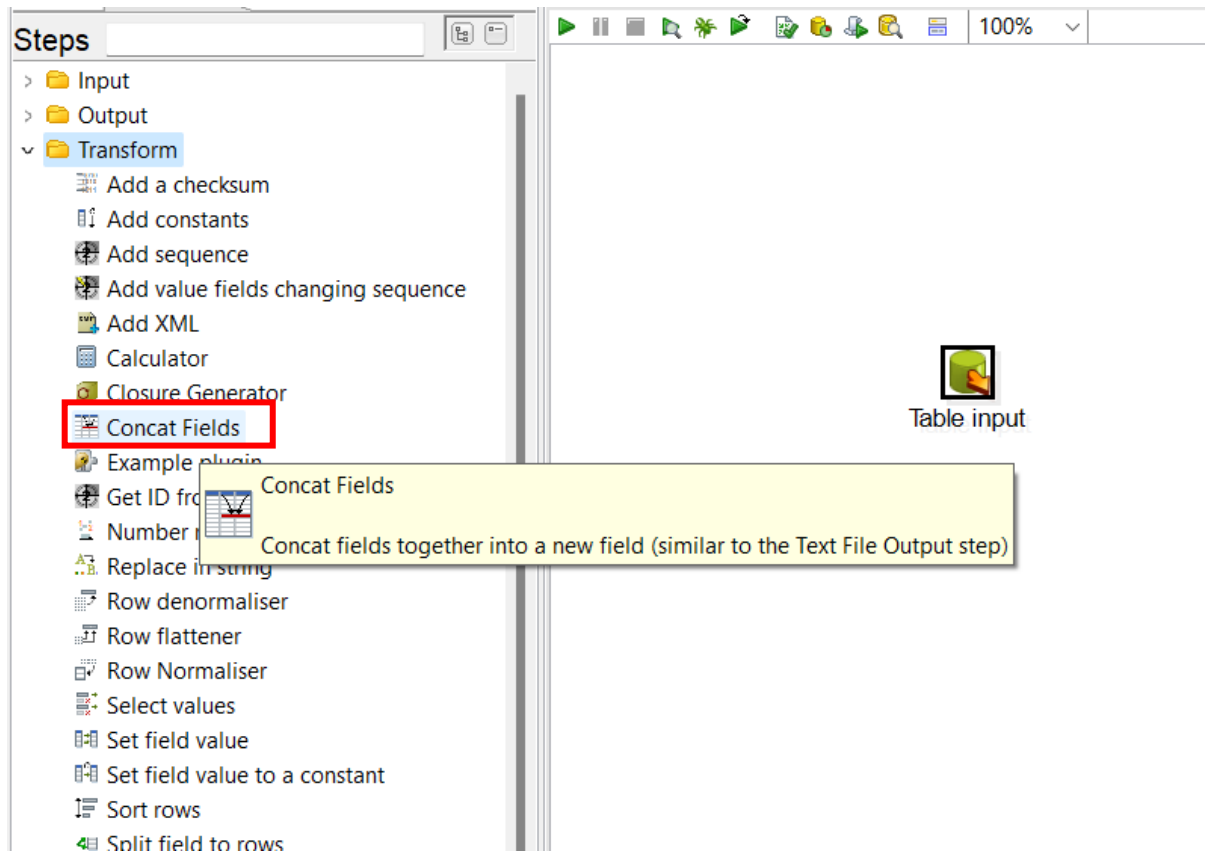 Steps
100%
Input
Output
Transform
Add a checksum
Add constants
Add sequence
Add value fields changing sequence
Add XML
Calculator
Closure Generator
Concat Fields
Example plugin
Get ID
Number
Replace in string
Row denormaliser
Row flattener
Row Normaliser
Select values
Set field value
Set field value to a constant
Sort rows
Split field to rows
Table input
Concat Fields
Concat fields together into a new field (similar to the Text File Output step)